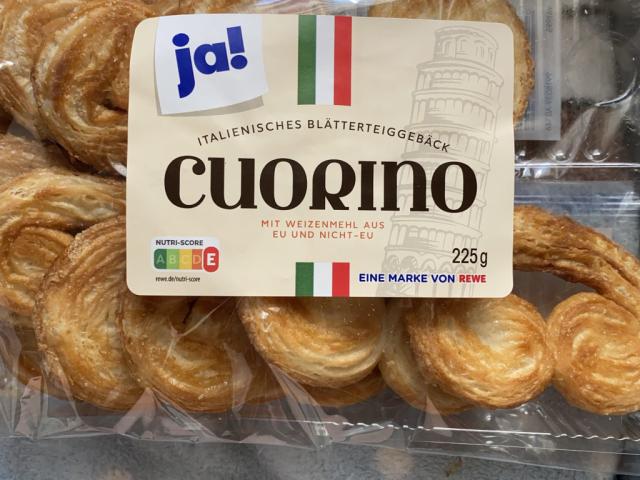 ja!
ITALIENISCHES BLÄTTERTEIGGEBÄCK
CUORINO
MIT WEIZENMEHL AUS
EU UND NICHT-EU
NUTRI-SCORE
ABCDE
rewe.de/nutri-score
225g
EINE MARKE VON REWE